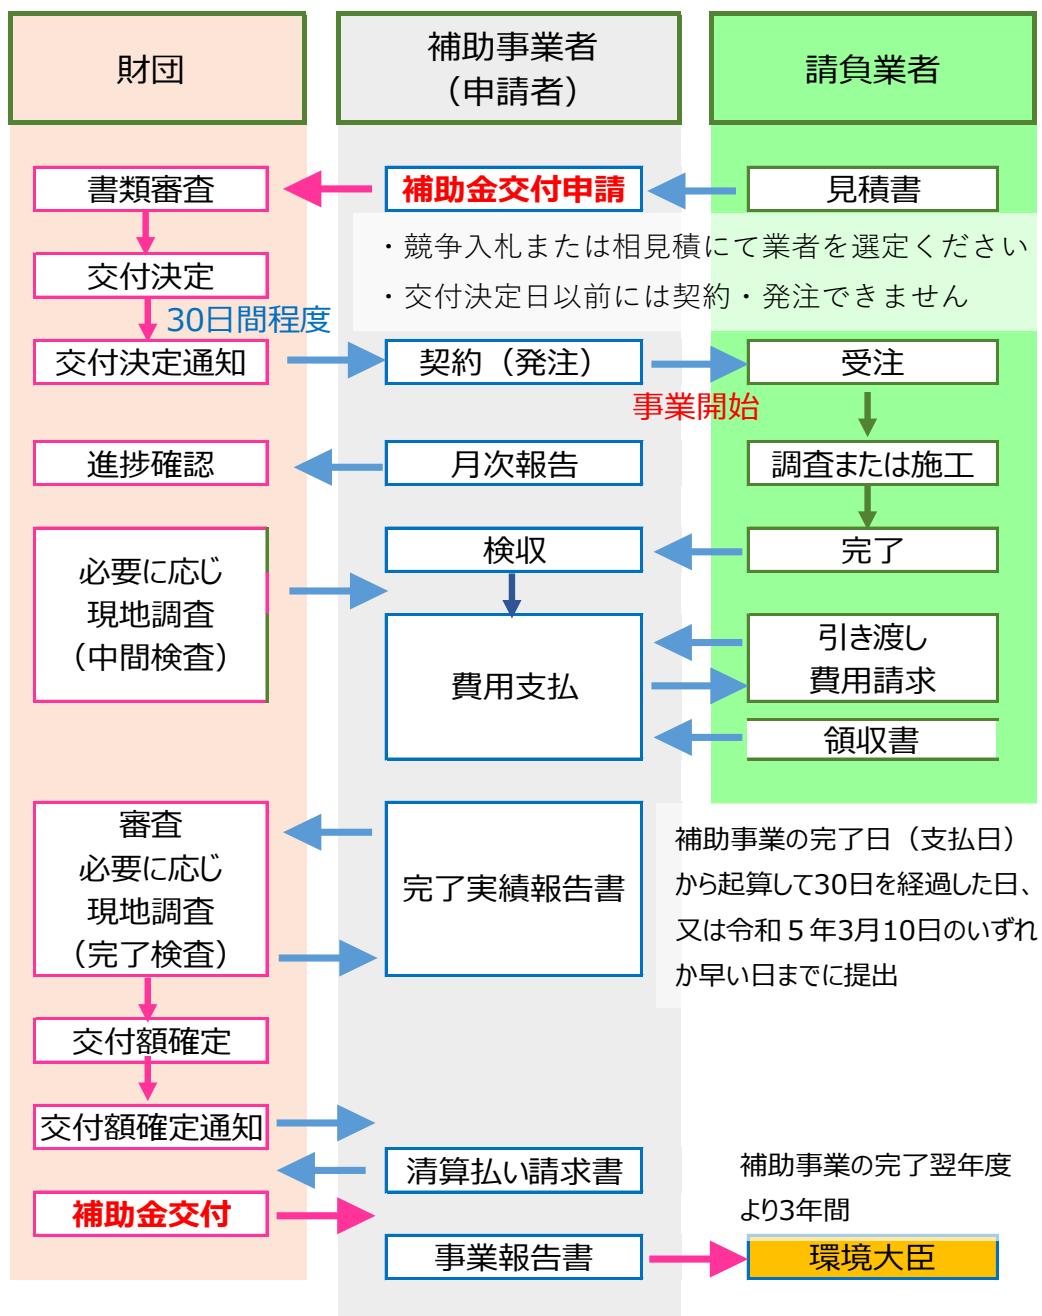 財団
補助事業者
（申請者）
請負業者
書類審査
補助金交付申請
見積書
・競争入札または相見積にて業者を選定ください
・交付決定日以前には契約・発注できません
交付決定
30日間程度
交付決定通知
契約（発注）
受注
事業開始
進捗確認
月次報告
調査または施工
検収
完了
必要に応じ
現地調査
（中間検査）
費用支払
引き渡し
費用請求
領収書
審査
必要に応じ
現地調査
（完了検査）
完了実績報告書
補助事業の完了日（支払日）
から起算して30日を経過した日、
又は令和５年3月10日のいずれ
か早い日までに提出
交付額確定
交付額確定通知
清算払い請求書
補助事業の完了翌年度
より3年間
補助金交付
事業報告書
環境大臣